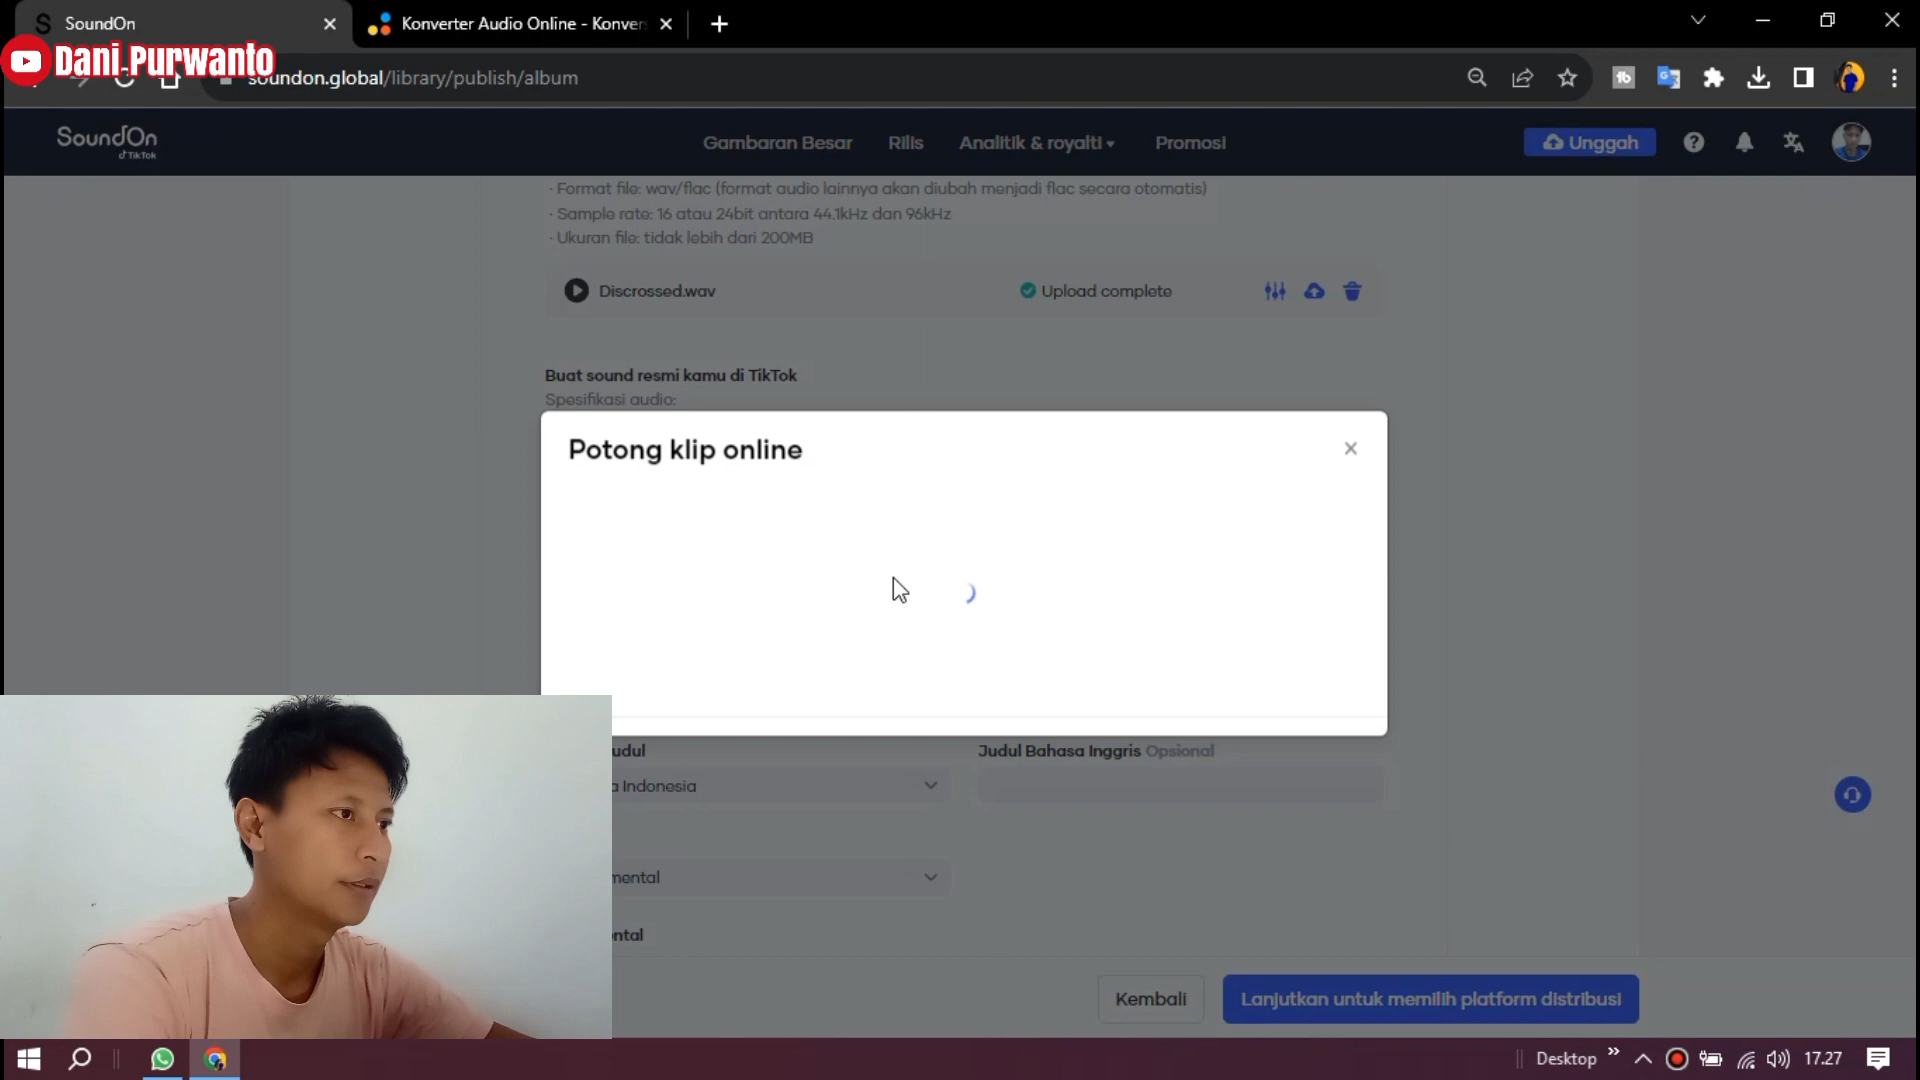 SoundOn
Konverter Audio Online - Konver
Dani Purwanto
soundon.global/library/publish/album
SoundOn
TikTok
Gambaran Besar
Rilis
Analitik & royalti
Promosi
Unggah
· Format file: wav/flac (format audio lainnya akan diubah menjadi flac secara otomatis)
· Sample rate: 16 atau 24bit antara 44.1kHz dan 96kHz
· Ukuran file: tidak lebih dari 200MB
Discrossed.wav
Upload complete
Buat sound resmi kamu di TikTok
Spesifikasi audio:
Potong klip online
udul
Judul Bahasa Inggris Opsional
a Indonesia
mental
ntal
Kembali
Lanjutkan untuk memilih platform distribusi
Desktop
17.27